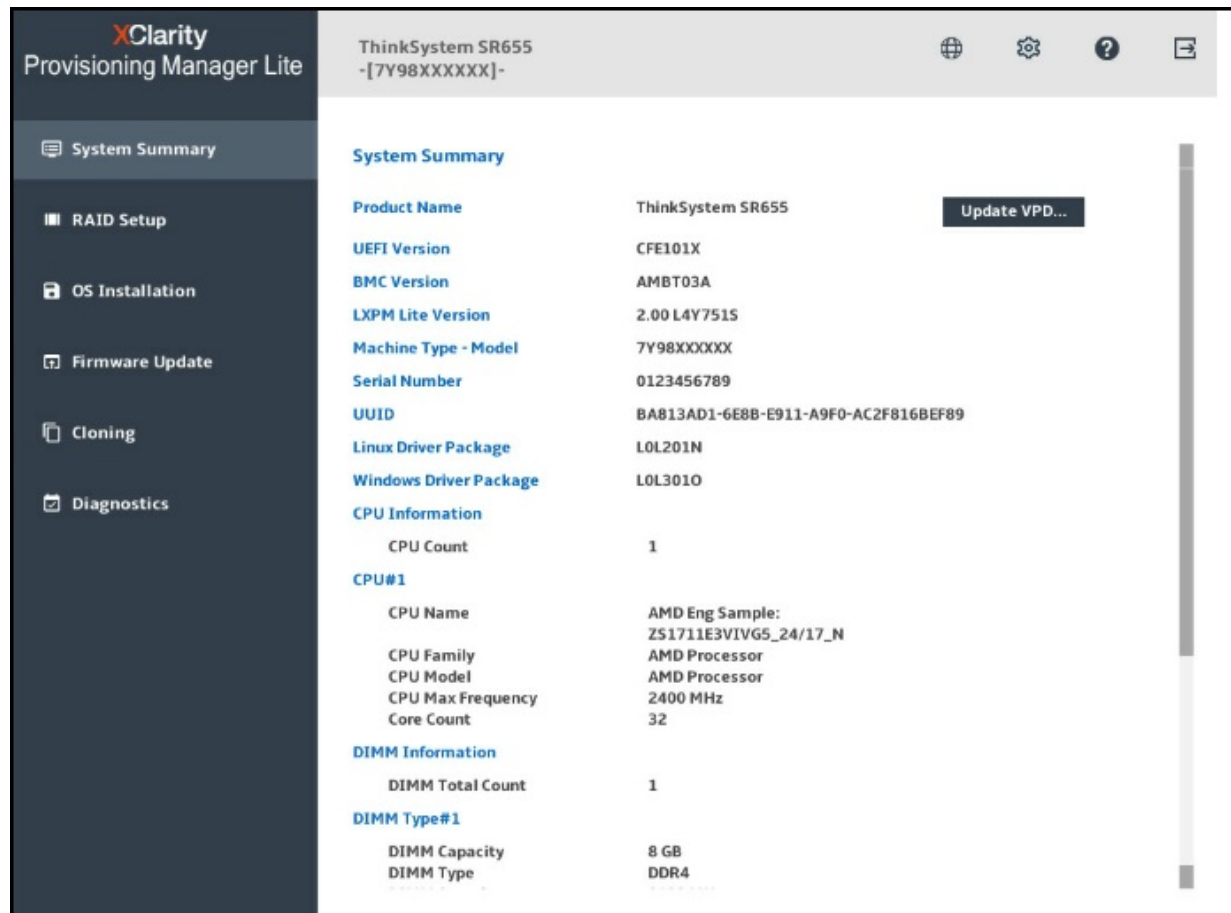 XClarity
Provisioning Manager Lite
ThinkSystem SR655
-[7Y98XXXXXX]-
System Summary
RAID Setup
OS Installation
Firmware Update
Cloning
Diagnostics
System Summary
Product Name ThinkSystem SR655 Update VPD...
UEFI Version CFE101X
BMC Version AMBT03A
LXPM Lite Version 2.00 L4Y751S
Machine Type - Model 7Y98XXXXXX
Serial Number 0123456789
UUID BA813AD1-6E8B-E911-A9F0-AC2F816BEF89
Linux Driver Package L0L201N
Windows Driver Package L0L301O
CPU Information
CPU Count 1
CPU#1
CPU Name AMD Eng Sample:
ZS1711E3VIVG5_24/17_N
CPU Family AMD Processor
CPU Model AMD Processor
CPU Max Frequency 2400 MHz
Core Count 32
DIMM Information
DIMM Total Count 1
DIMM Type#1
DIMM Capacity 8 GB
DIMM Type DDR4